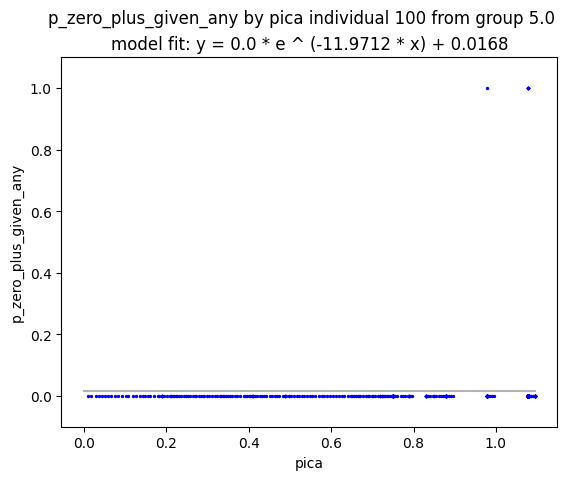 p_zero_plus_given_any by pica individual 100 from group 5.0
model fit: y = 0.0 * e ^ (-11.9712 * x) + 0.0168
p_zero_plus_given_any
1.0
0.8
0.6
0.4
0.2
0.0
0.0 0.2 0.4 0.6 0.8 1.0
pica